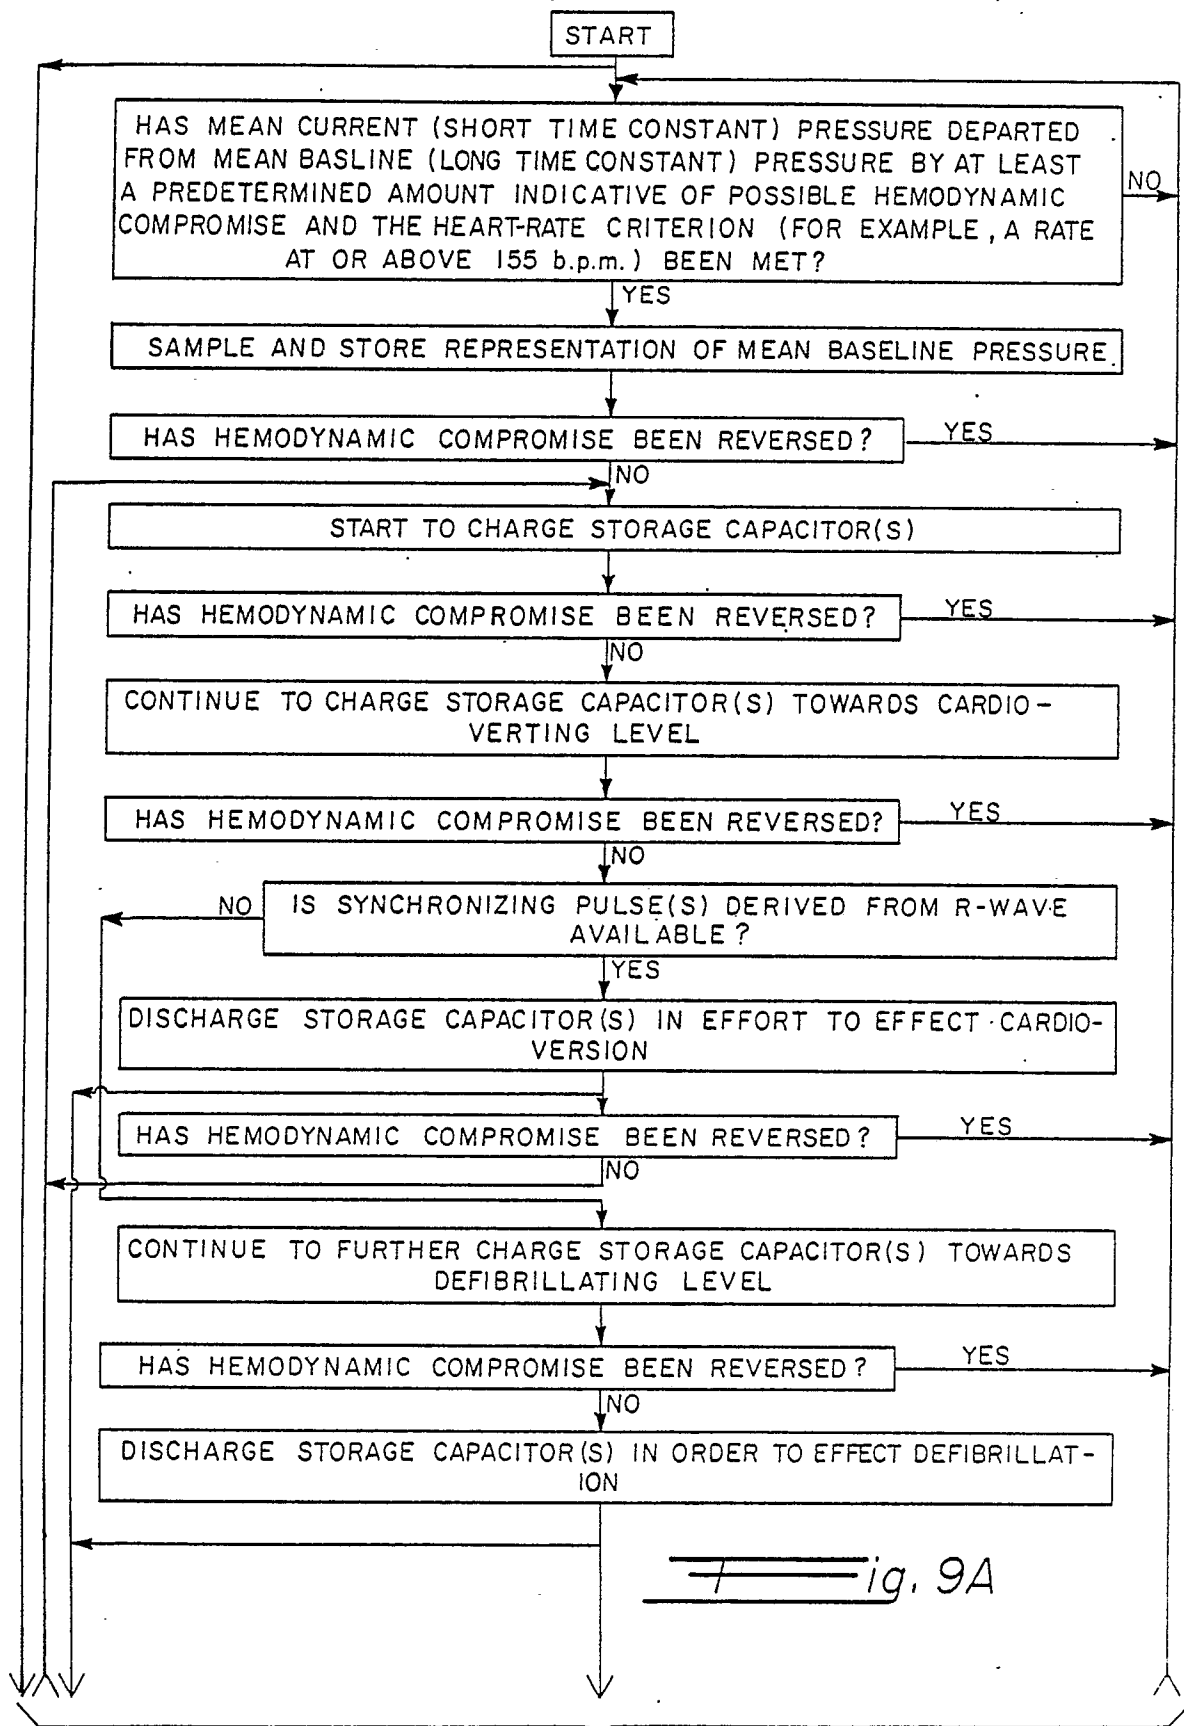 START
HAS MEAN CURRENT (SHORT TIME CONSTANT) PRESSURE DEPARTED
FROM MEAN BASLINE (LONG TIME CONSTANT) PRESSURE BY AT LEAST
A PREDETERMINED AMOUNT INDICATIVE OF POSSIBLE HEMODYNAMIC
COMPROMISE AND THE HEART-RATE CRITERION (FOR EXAMPLE, A RATE
AT OR ABOVE 155 b.p.m.) BEEN MET?
NO
YES
SAMPLE AND STORE REPRESENTATION OF MEAN BASELINE PRESSURE
HAS HEMODYNAMIC COMPROMISE BEEN REVERSED?
YES
NO
START TO CHARGE STORAGE CAPACITOR(S)
HAS HEMODYNAMIC COMPROMISE BEEN REVERSED?
YES
NO
CONTINUE TO CHARGE STORAGE CAPACITOR(S) TOWARDS CARDIO-
VERTING LEVEL
HAS HEMODYNAMIC COMPROMISE BEEN REVERSED?
YES
NO
NO
IS SYNCHRONIZING PULSE(S) DERIVED FROM R-WAVE
AVAILABLE?
YES
DISCHARGE STORAGE CAPACITOR(S) IN EFFORT TO EFFECT CARDIO-
VERSION
HAS HEMODYNAMIC COMPROMISE BEEN REVERSED?
YES
NO
CONTINUE TO FURTHER CHARGE STORAGE CAPACITOR(S) TOWARDS
DEFIBRILLATING LEVEL
HAS HEMODYNAMIC COMPROMISE BEEN REVERSED?
YES
NO
DISCHARGE STORAGE CAPACITOR(S) IN ORDER TO EFFECT DEFIBRILLAT-
ION
Fig. 9A